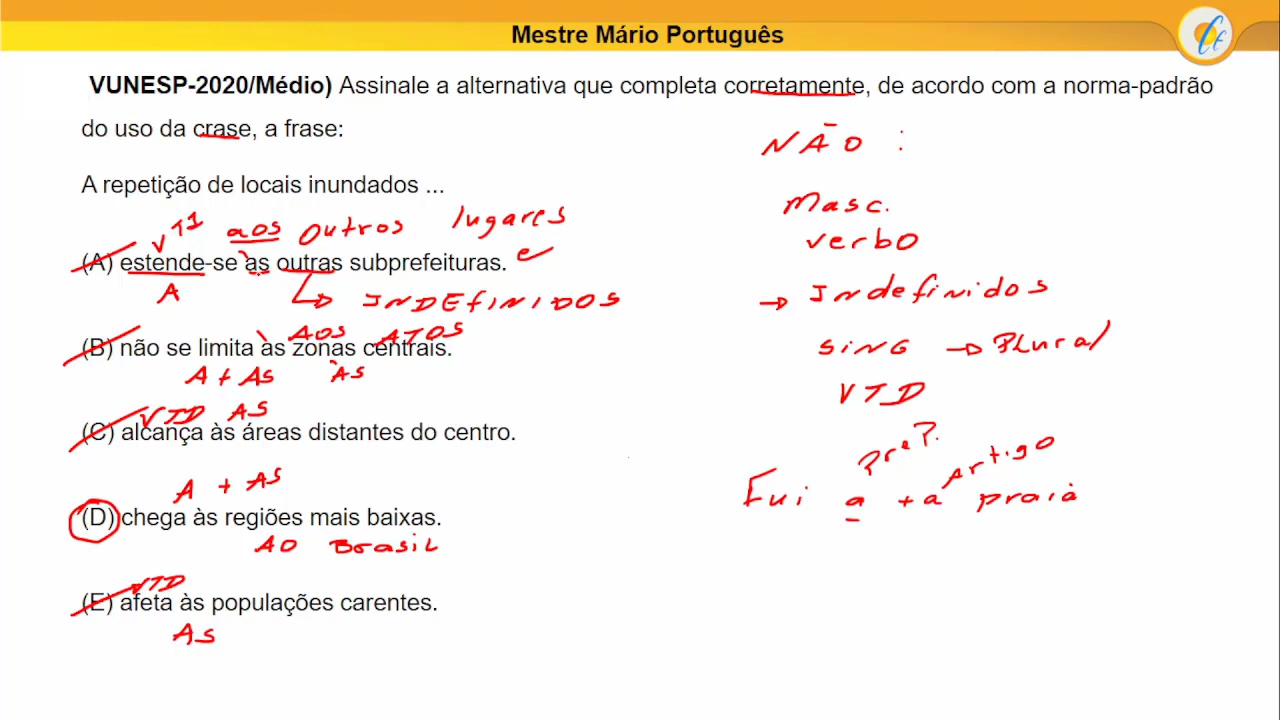 Mestre Mário Português
VUNESP-2020/Médio) Assinale a alternativa que completa corretamente, de acordo com a norma-padrão
do uso da crase, a frase:
NÃO :
A repetição de locais inundados ...
Masc.
VTI aos outros lugares
verbo
(A) estende-se às outras subprefeituras. e
A
→ INDEFINIDOS
→ Indefinidos
AOS ATOS
(B) não se limita às zonas centrais.
SING → Plural
A + AS ÀS
VTD
VTD AS
(C) alcança às áreas distantes do centro.
PreP. Artigo
A + AS
Fui a + a praia
(D) chega às regiões mais baixas.
AO Brasil
VTD
(E) afeta às populações carentes.
AS